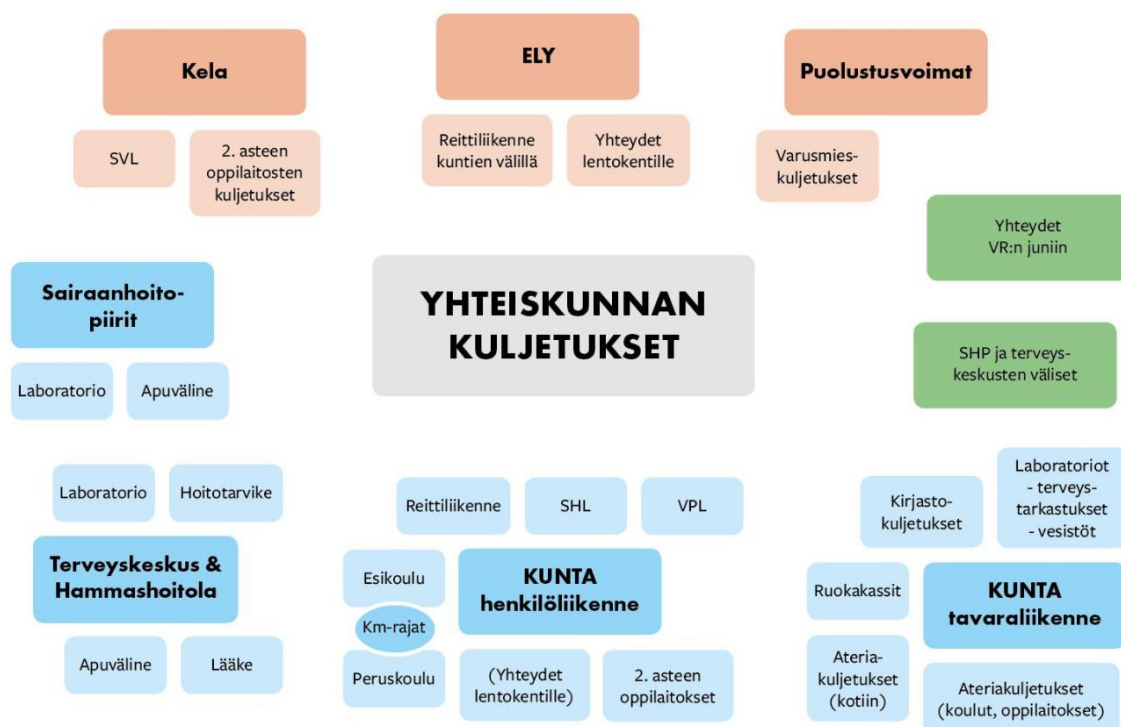 Kela
ELY
Puolustusvoimat
SVL
2. asteen
oppilaitosten
kuljetukset
Reittiliikenne
kuntien välillä
Yhteydet
lentokentille
Varusmies-
kuljetukset
Yhteydet
VR:n juniin
Sairaanhoito-
piirit
YHTEISKUNNAN
KULJETUKSET
SHP ja terveys-
keskusten väliset
Laboratorio
Apuväline
Laboratorio
Hoitotarvike
Terveyskeskus &
Hammashoitola
Apuväline
Lääke
Reittiliikenne
SHL
VPL
Esikoulu
Km-rajat
Peruskoulu
KUNTA
henkilöliikenne
(Yhteydet
lentokentille)
2. asteen
oppilaitokset
Kirjasto-
kuljetukset
Laboratoriot
- terveys-
tarkastukset
- vesistöt
Ruokakassit
KUNTA
tavaraliikenne
Ateria-
kuljetukset
(kotiin)
Ateriakuljetukset
(koulut, oppilaitokset)